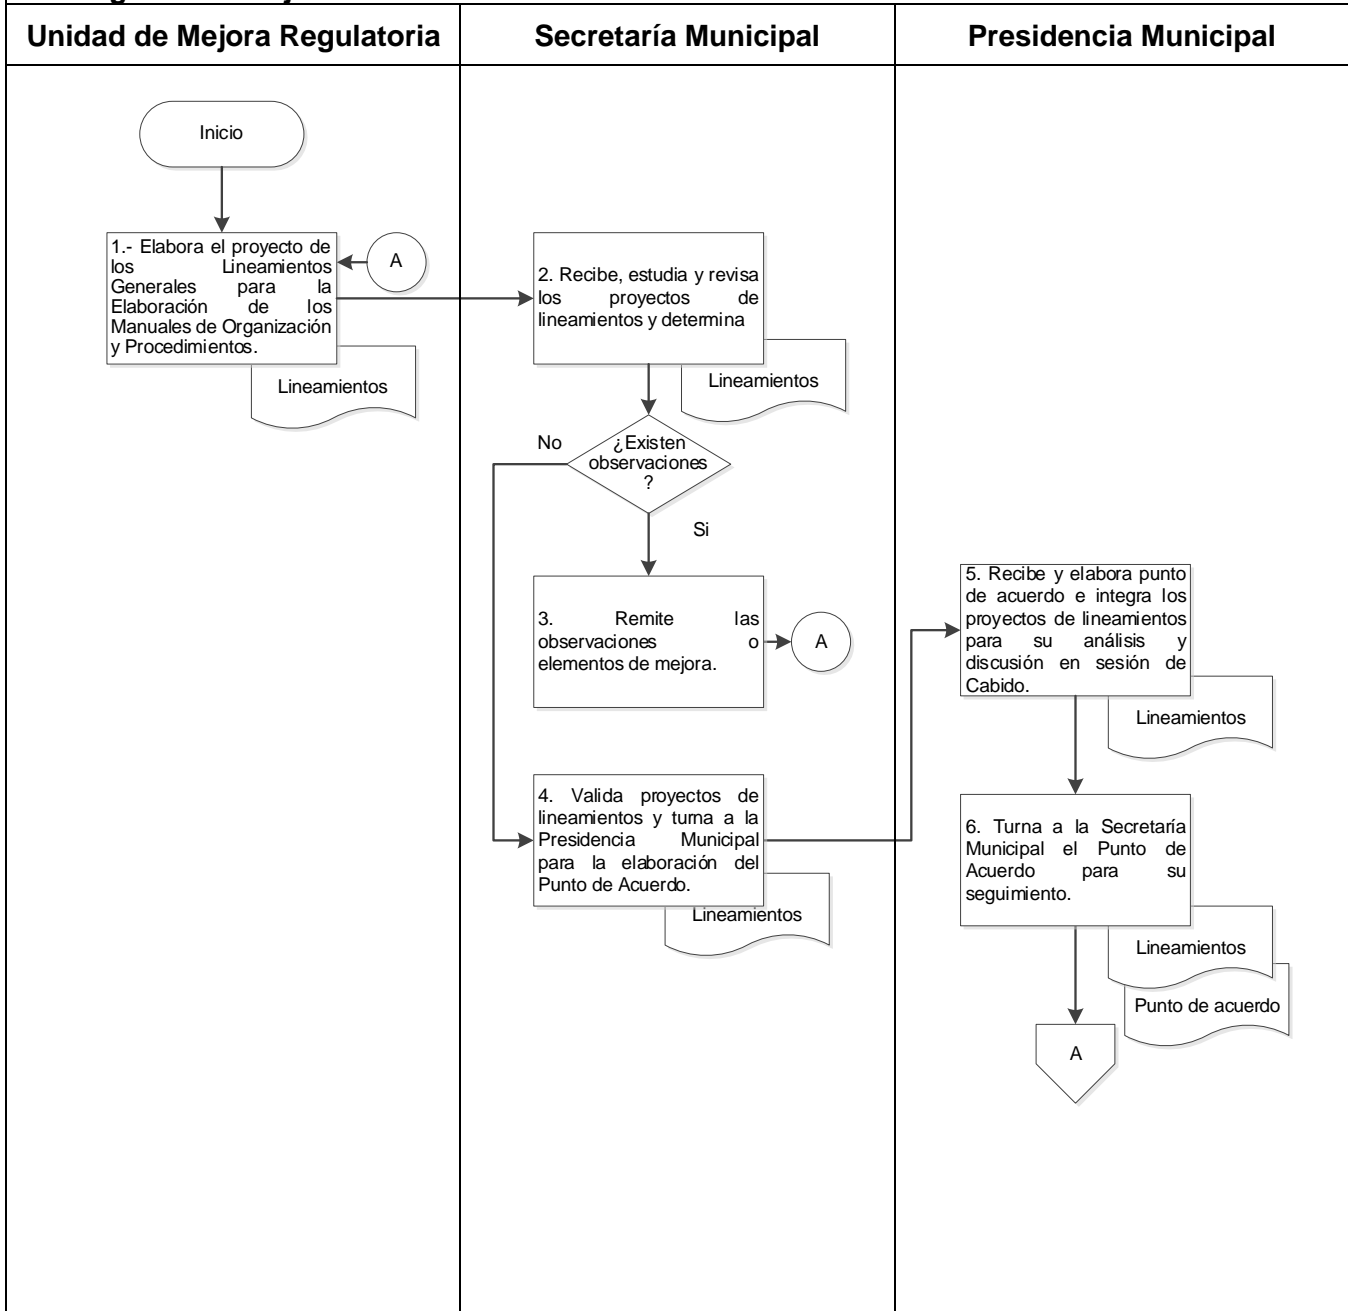 Unidad de Mejora Regulatoria
Secretaría Municipal
Presidencia Municipal
Inicio
1.- Elabora el proyecto de
los Lineamientos
Generales para la
Elaboración de los
Manuales de Organización
y Procedimientos.
A
Lineamientos
2. Recibe, estudia y revisa
los proyectos de
lineamientos y determina
Lineamientos
¿Existen
observaciones
?
No
Si
3. Remite las
observaciones o
elementos de mejora.
A
4. Valida proyectos de
lineamientos y turna a la
Presidencia Municipal
para la elaboración del
Punto de Acuerdo.
Lineamientos
5. Recibe y elabora punto
de acuerdo e integra los
proyectos de lineamientos
para su análisis y
discusión en sesión de
Cabido.
Lineamientos
6. Turna a la Secretaría
Municipal el Punto de
Acuerdo para su
seguimiento.
Lineamientos
Punto de acuerdo
A